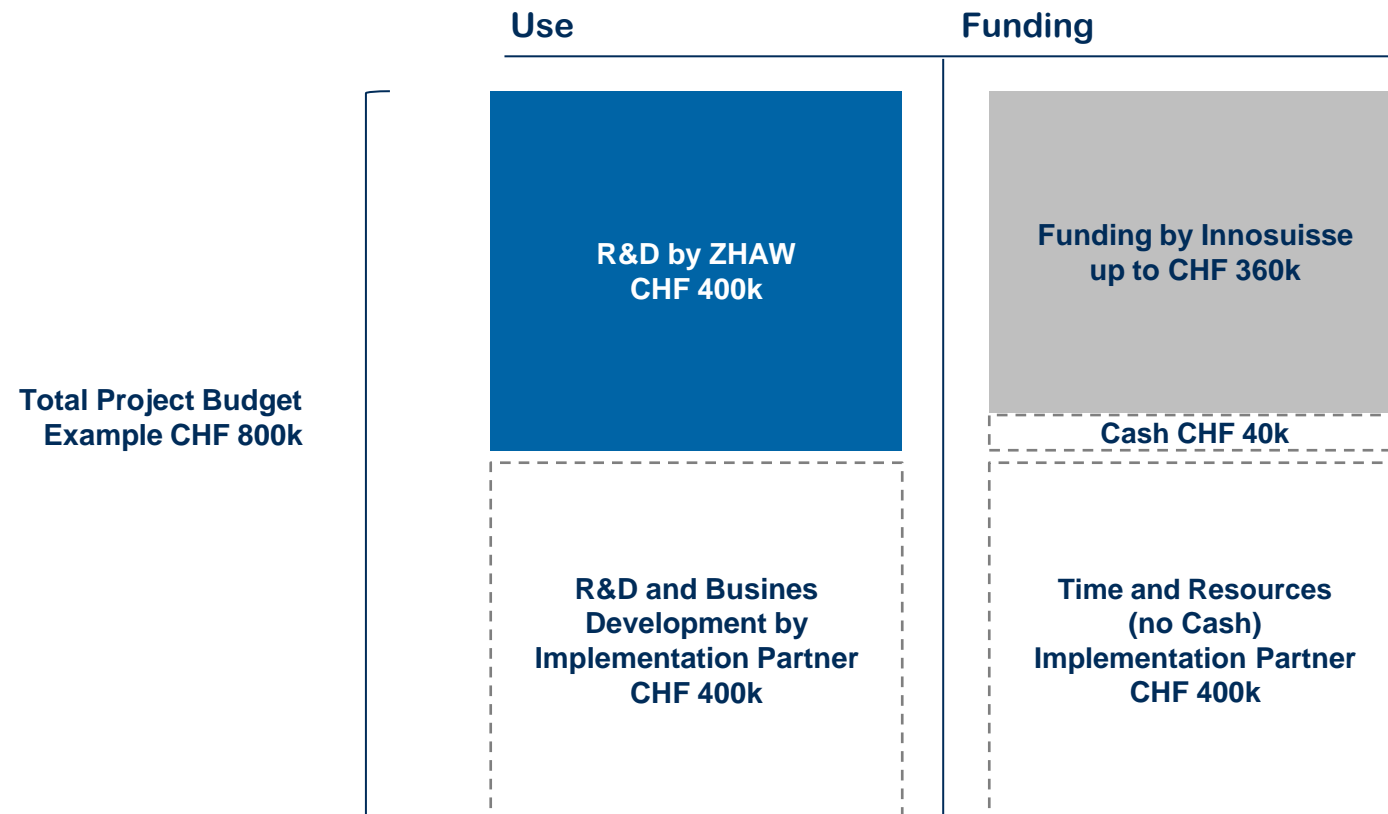 Use
Funding
R&D by ZHAW
CHF 400k
Funding by Innosuisse
up to CHF 360k
Total Project Budget
Example CHF 800k
Cash CHF 40k
R&D and Busines
Development by
Implementation Partner
CHF 400k
Time and Resources
(no Cash)
Implementation Partner
CHF 400k